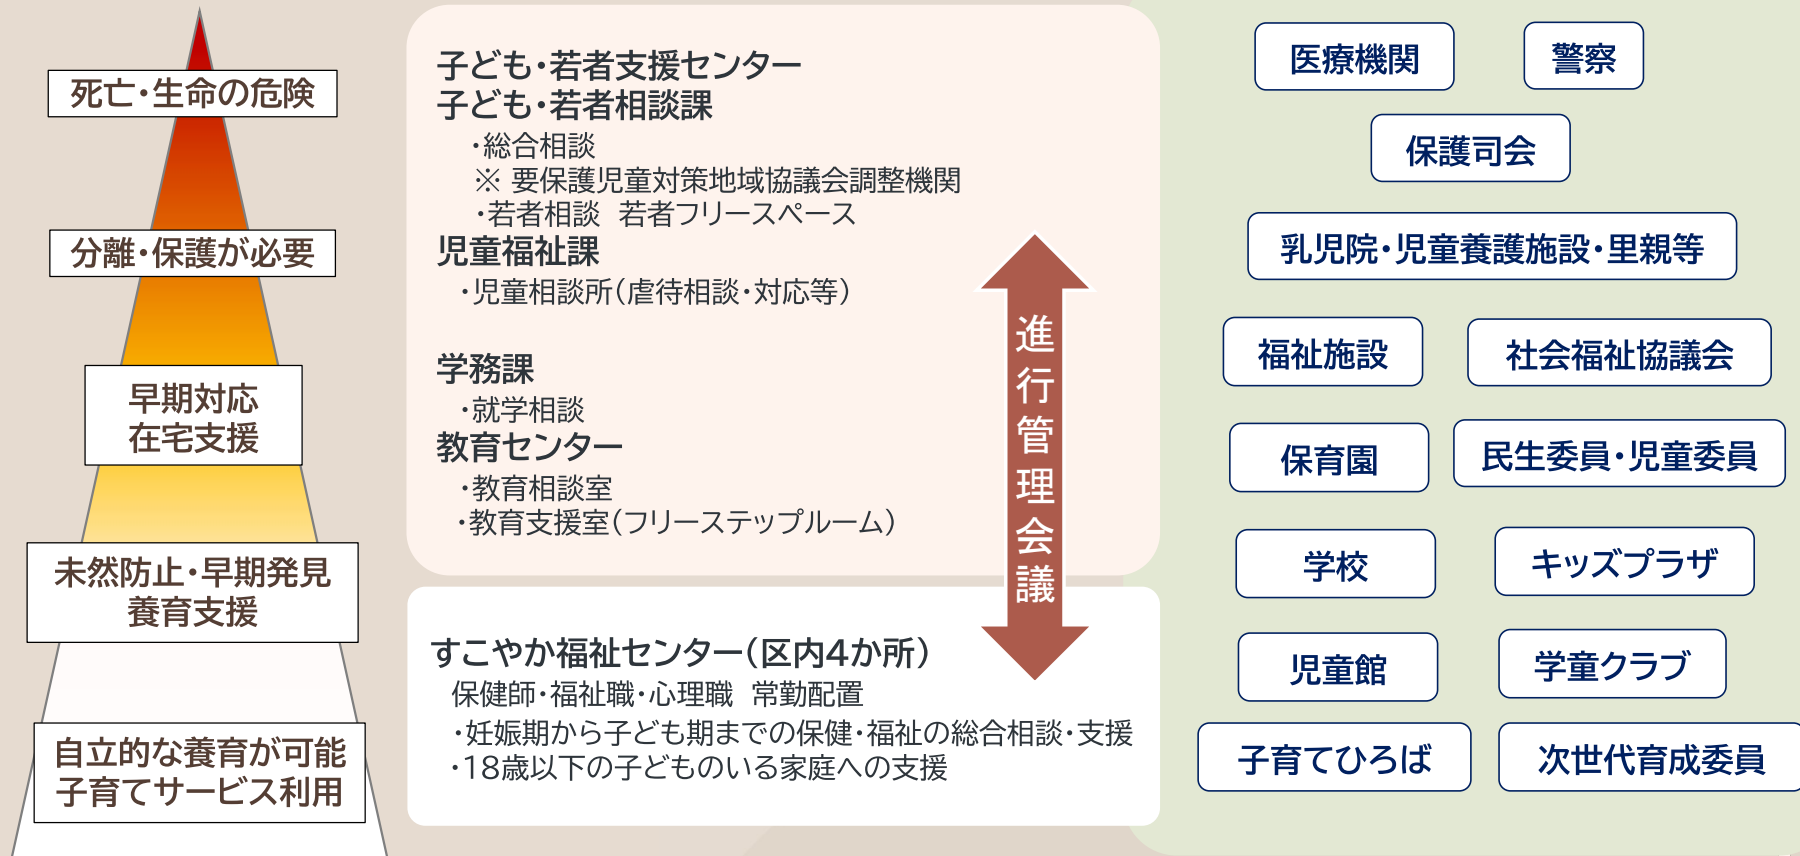 死亡・生命の危険
分離・保護が必要
早期対応
在宅支援
未然防止・早期発見
養育支援
自立的な養育が可能
子育てサービス利用
子ども・若者支援センター
子ども・若者相談課
・総合相談
※ 要保護児童対策地域協議会調整機関
・若者相談 若者フリースペース
児童福祉課
・児童相談所（虐待相談・対応等）
学務課
・就学相談
教育センター
・教育相談室
・教育支援室（フリーステップルーム）
進行管理会議
すこやか福祉センター（区内4か所）
保健師・福祉職・心理職 常勤配置
・妊娠期から子ども期までの保健・福祉の総合相談・支援
・18歳以下の子どものいる家庭への支援
医療機関
警察
保護司会
乳児院・児童養護施設・里親等
福祉施設
社会福祉協議会
保育園
民生委員・児童委員
学校
キッズプラザ
児童館
学童クラブ
子育てひろば
次世代育成委員